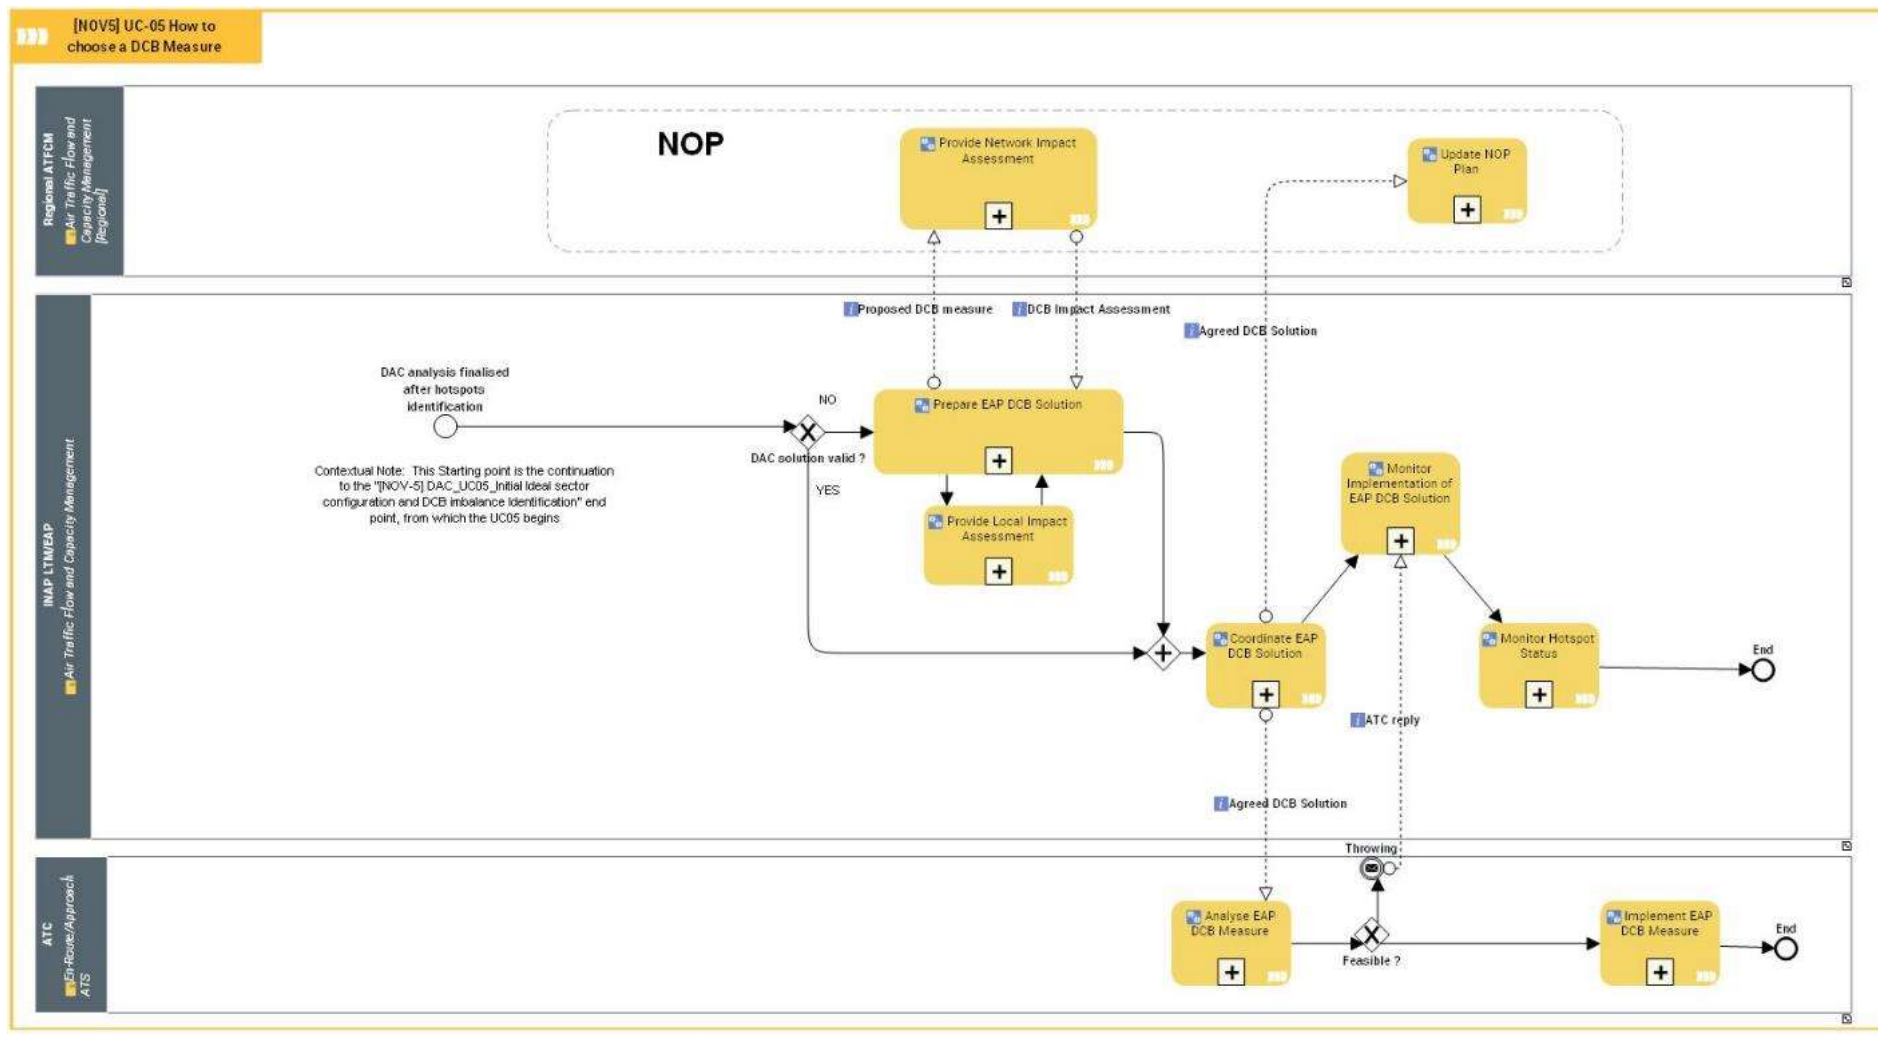 [NOV5] UC-05 How to
choose a DCB Measure
Regional ATFCM
Air Traffic Flow and
Capacity Management
[Regional]
NOP
Provide Network Impact
Assessment
Update NOP
Plan
INAP LTM/EAP
Air Traffic Flow and Capacity Management
Proposed DCB measure
DCB Impact Assessment
Agreed DCB Solution
DAC analysis finalised
after hotspots
identification
NO
DAC solution valid ?
YES
Contextual Note: This Starting point is the continuation
to the "[NOV-5] DAC_UC05_Initial Ideal sector
configuration and DCB imbalance Identification" end
point, from which the UC05 begins
Prepare EAP DCB Solution
Provide Local Impact
Assessment
Monitor
Implementation of
EAP DCB Solution
Coordinate EAP
DCB Solution
Monitor Hotspot
Status
End
ATC reply
Agreed DCB Solution
ATC
En-Route/Approach
ATS
Throwing
Analyse EAP
DCB Measure
Feasible ?
Implement EAP
DCB Measure
End